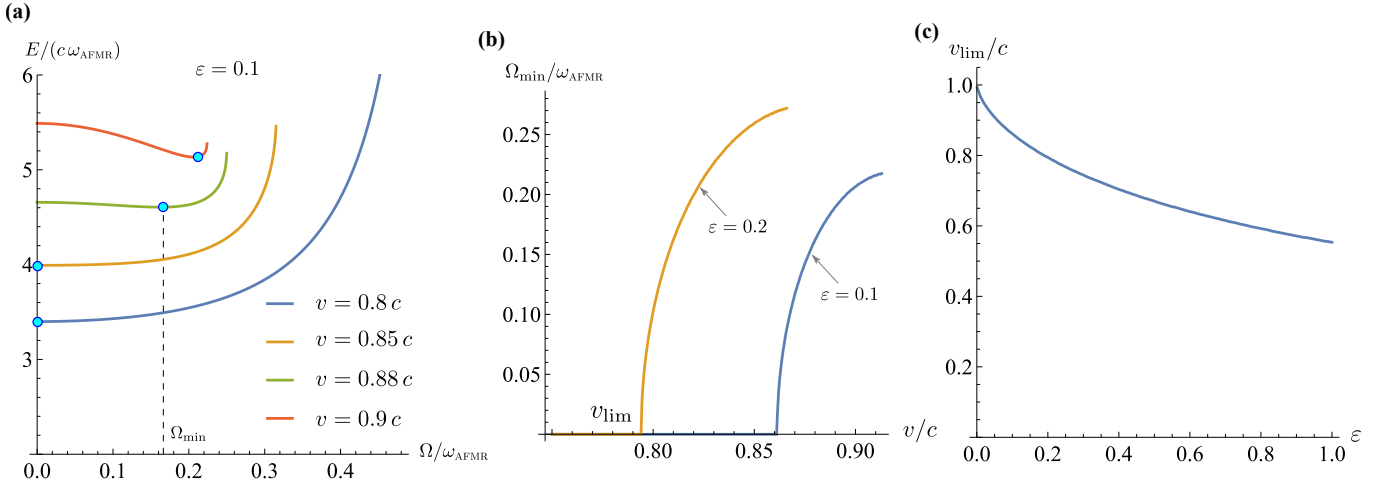 (a)
E/(c ω_AFMR)
ε = 0.1
6
5
4
3
v = 0.8 c
v = 0.85 c
v = 0.88 c
v = 0.9 c
Ω_min
0.0 0.1 0.2 0.3 0.4
Ω/ω_AFMR
(b)
Ω_min/ω_AFMR
0.25
0.20
0.15
0.10
0.05
ε = 0.2
ε = 0.1
v_lim
0.80 0.85 0.90
v/c
(c)
v_lim/c
1.0
0.8
0.6
0.4
0.2
0.0 0.2 0.4 0.6 0.8 1.0
ε